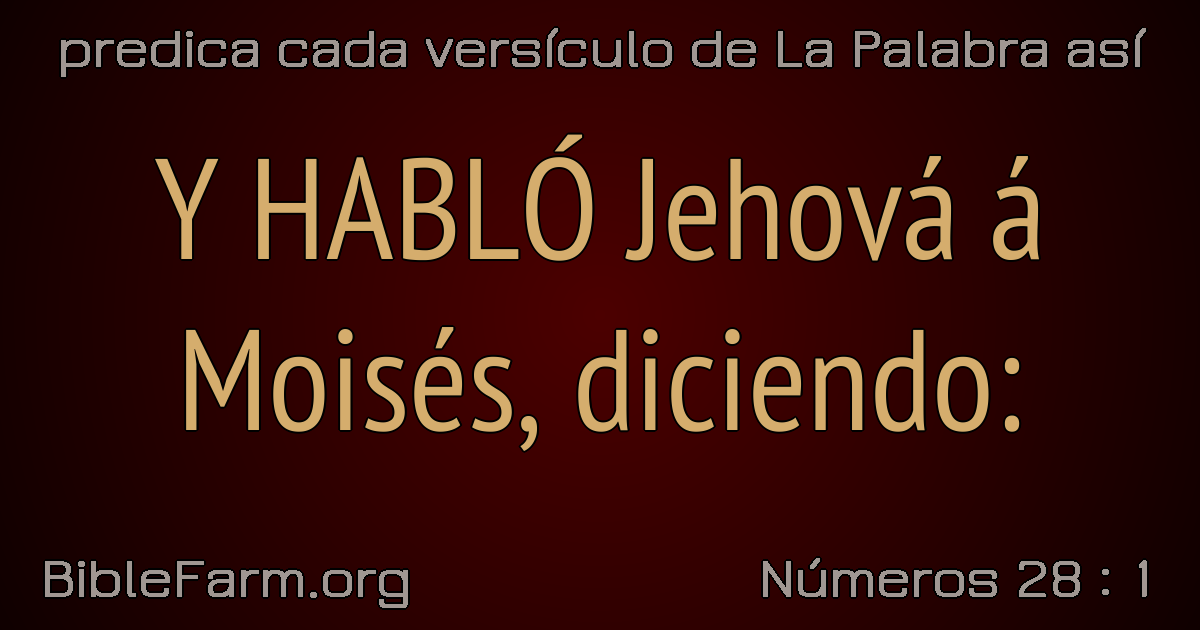 predica cada versículo de La Palabra así
Y HABLÓ Jehová á
Moisés, diciendo:
BibleFarm.org
Números 28 : 1